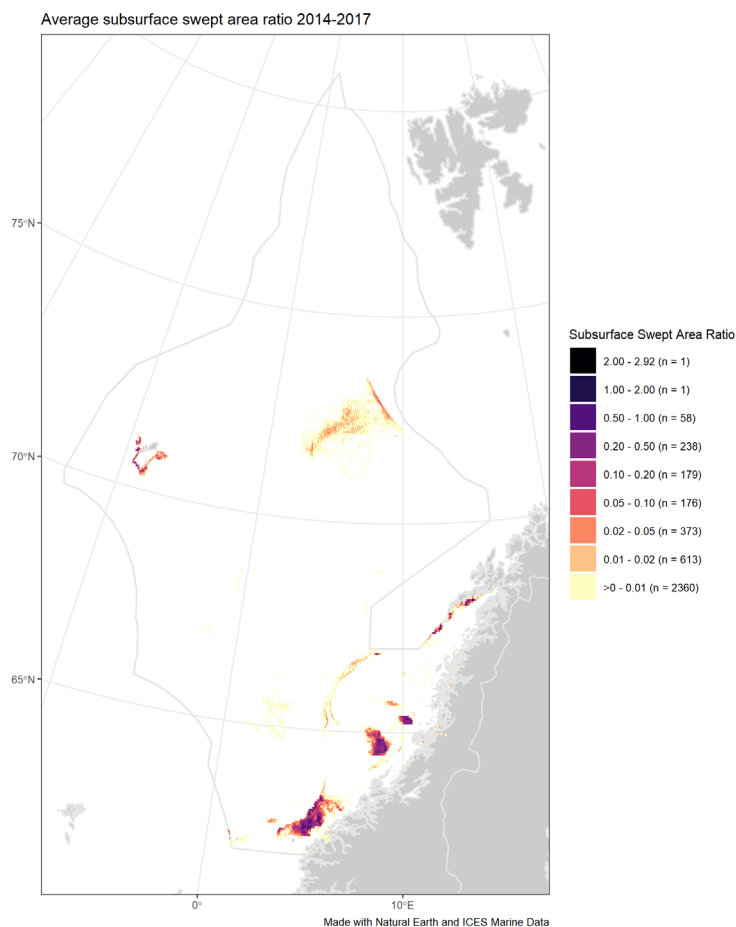 Average subsurface swept area ratio 2014-2017
75°N
70°N
65°N
0°
10°E
Subsurface Swept Area Ratio
2.00 - 2.92 (n = 1)
1.00 - 2.00 (n = 1)
0.50 - 1.00 (n = 58)
0.20 - 0.50 (n = 238)
0.10 - 0.20 (n = 179)
0.05 - 0.10 (n = 176)
0.02 - 0.05 (n = 373)
0.01 - 0.02 (n = 613)
>0 - 0.01 (n = 2360)
Made with Natural Earth and ICES Marine Data